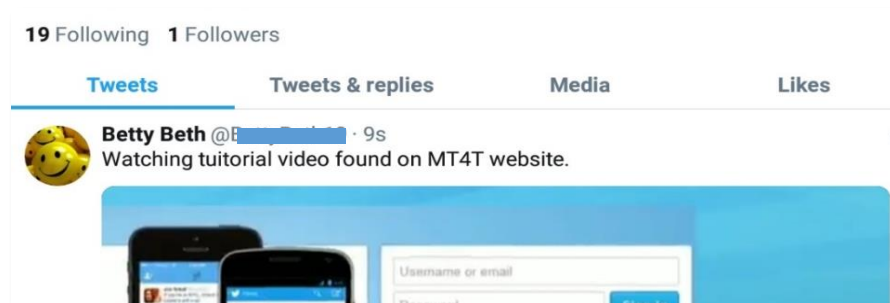 19 Following 1 Followers
Tweets Tweets & replies Media Likes
Betty Beth @ · 9s
Watching tuitorial video found on MT4T website.
Username or email